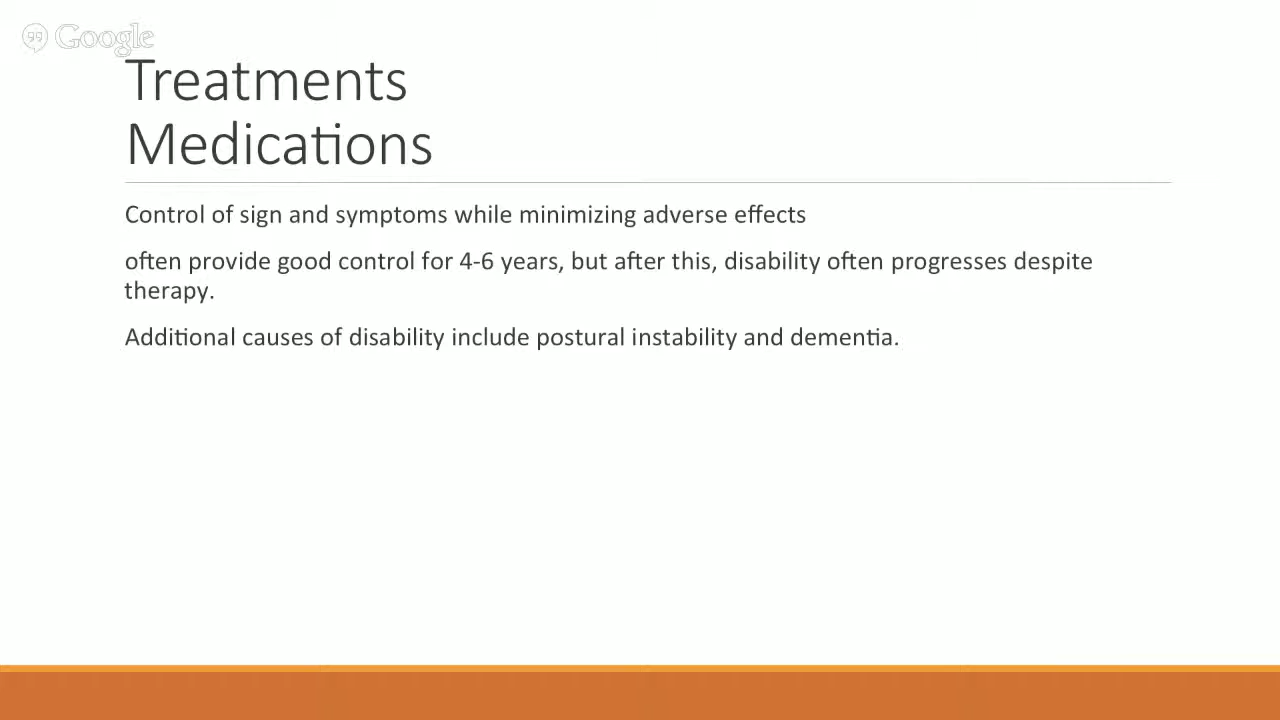 Google
Treatments
Medications
Control of sign and symptoms while minimizing adverse effects
often provide good control for 4-6 years, but after this, disability often progresses despite
therapy.
Additional causes of disability include postural instability and dementia.